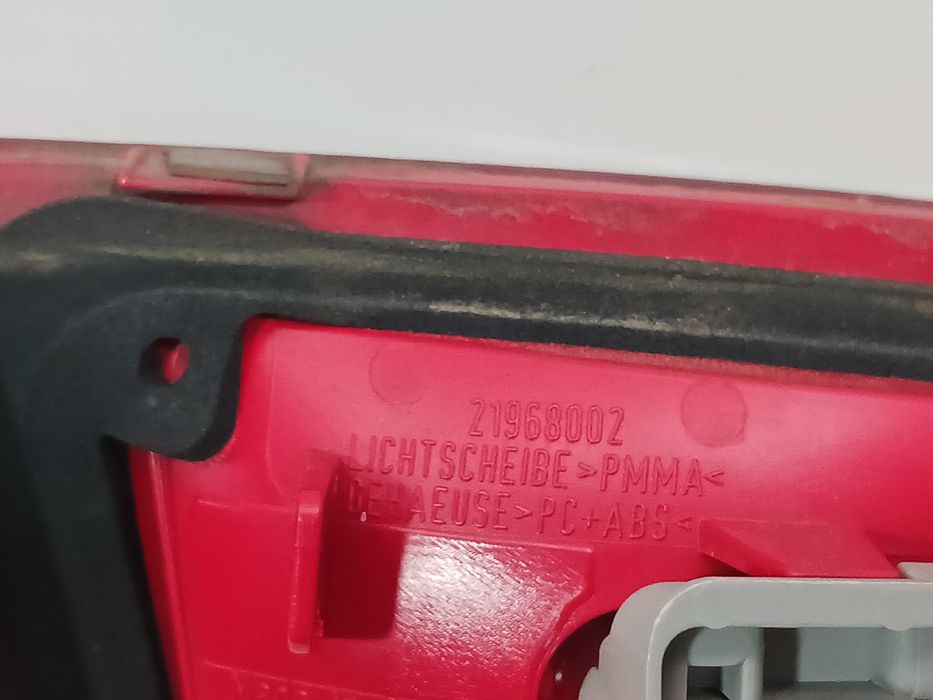 21968002
LICHTSCHEIBE>PMMA<
GEHAEUSE>PC+ABS<